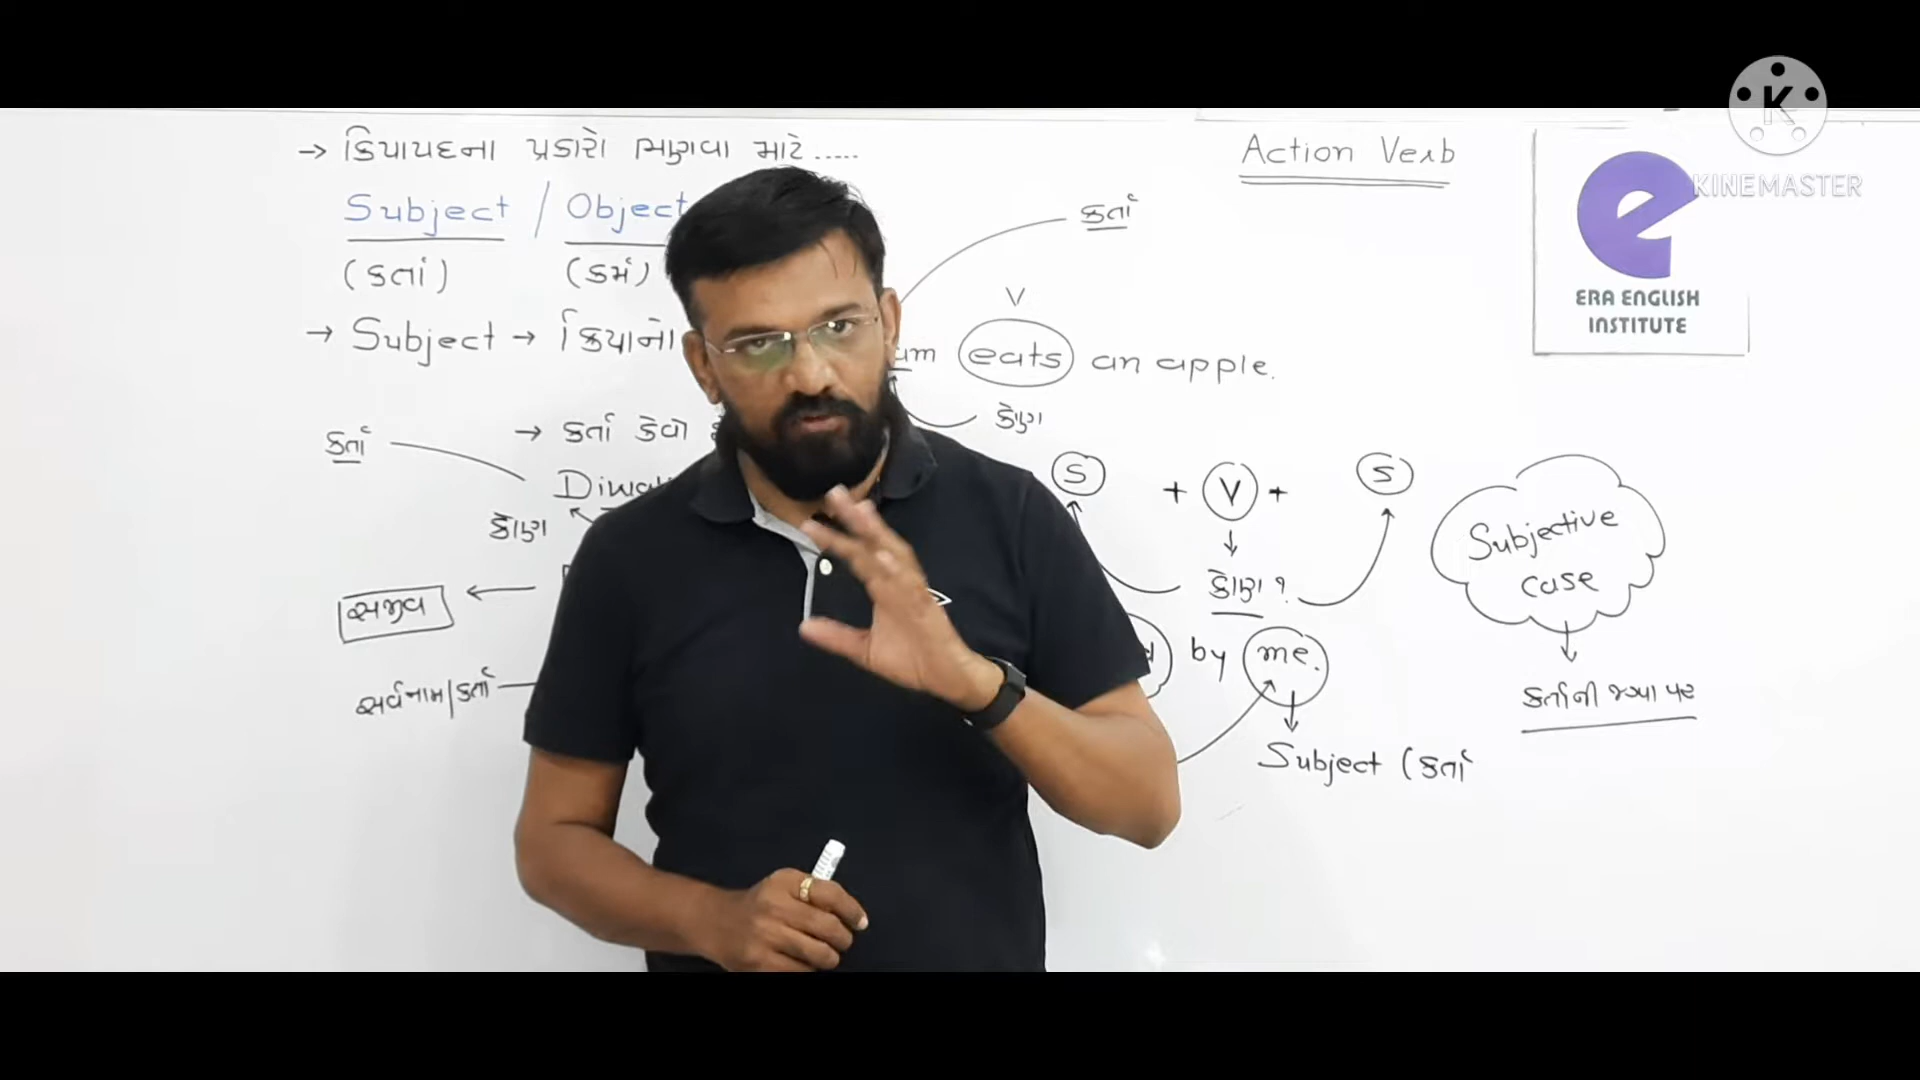 → ક્રિયાપદના પ્રકારો ભણવા માટે.....
Action Verb
KINEMASTER
Subject / Object
(કર્તા) (કર્મ)
કર્તા
ERA ENGLISH
INSTITUTE
V
→ Subject → ક્રિયાનો
eats an apple.
કોણ
કર્તા → કર્તા કેવો
S + V + S
કોણ
Subjective
case
કોણ?
સજીવ
by me.
સર્વનામ/કર્તા
કર્તાની જગ્યા પર
Subject (કર્તા